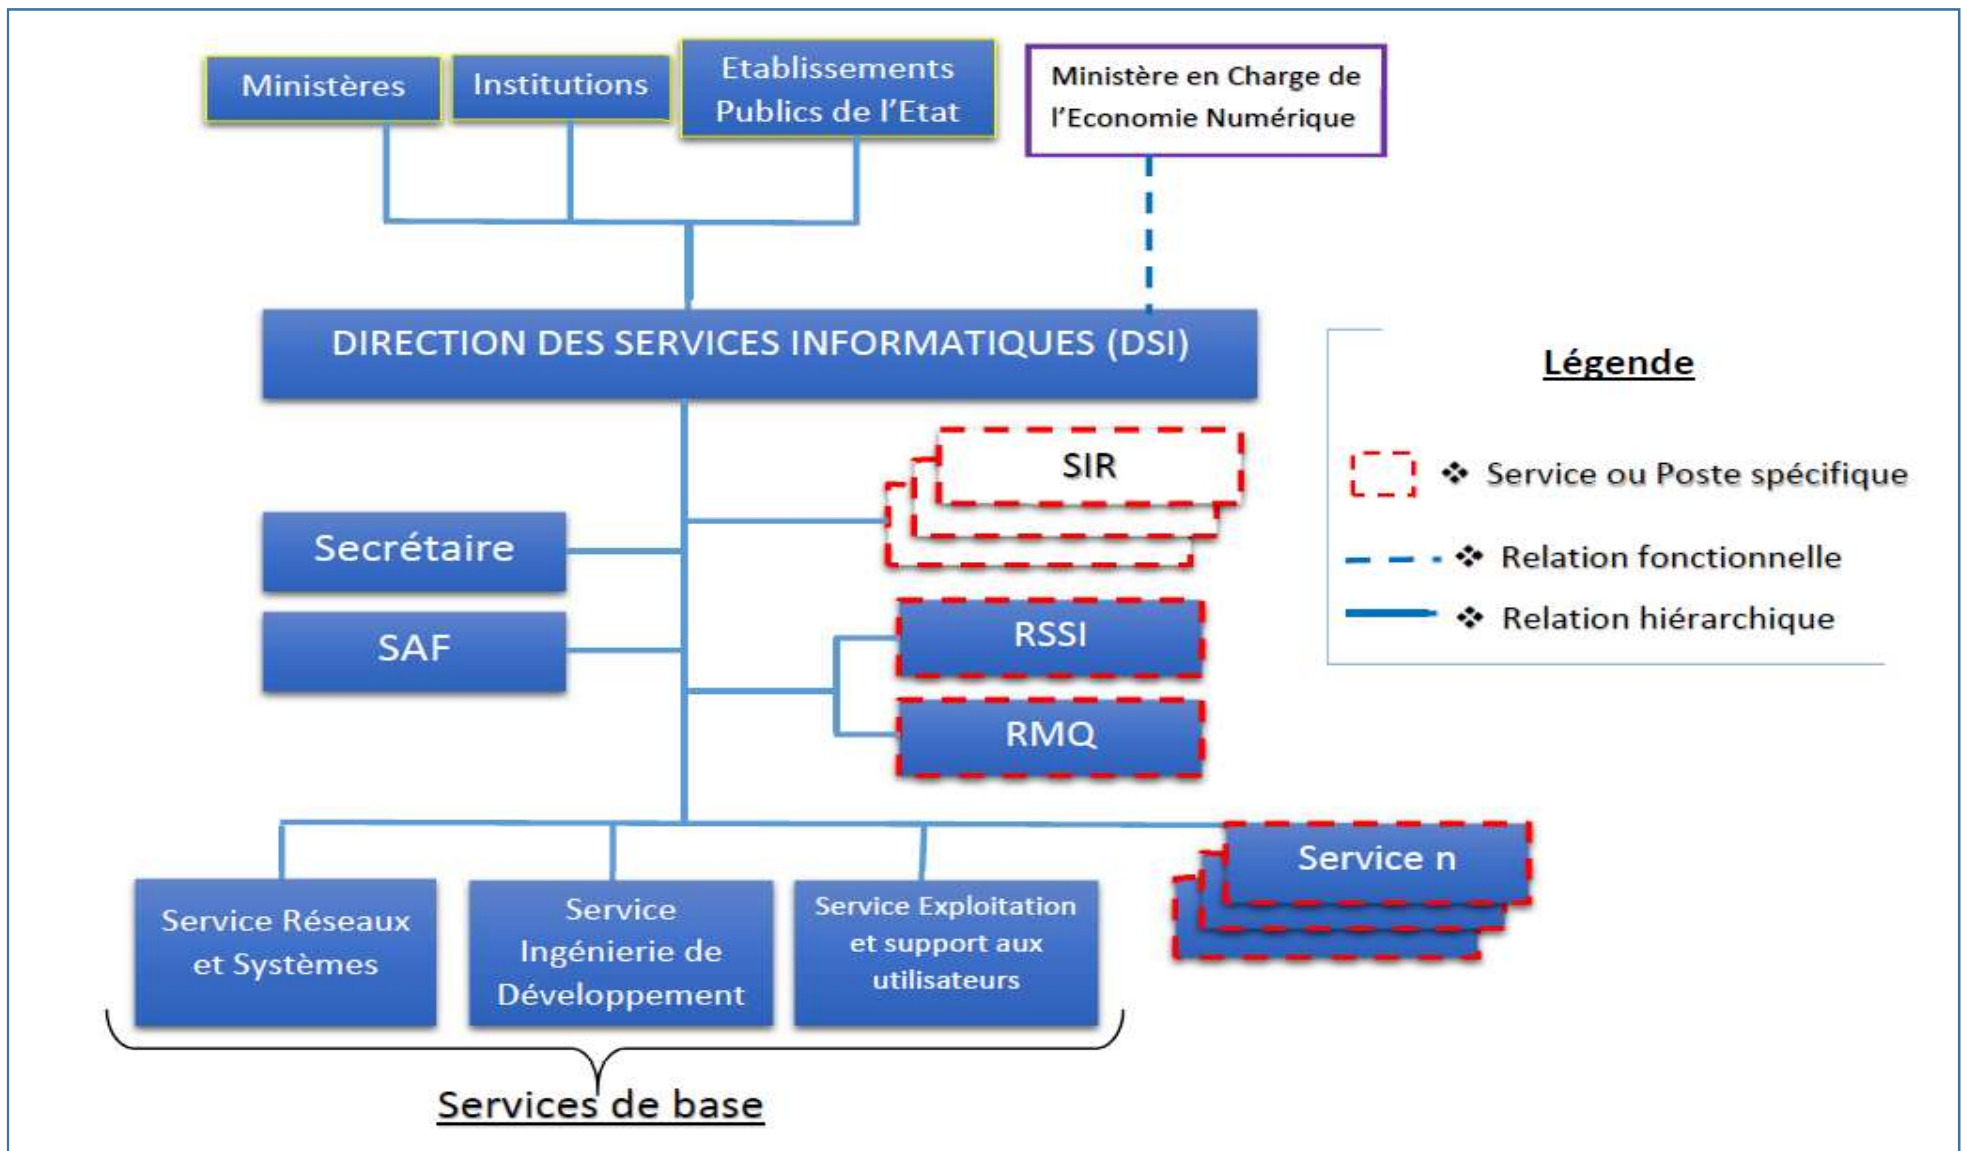 Ministères
Institutions
Etablissements
Publics de l'Etat
Ministère en Charge de
l'Economie Numérique
DIRECTION DES SERVICES INFORMATIQUES (DSI)
Légende
SIR
❖ Service ou Poste spécifique
Secrétaire
❖ Relation fonctionnelle
❖ Relation hiérarchique
SAF
RSSI
RMQ
Service Réseaux
et Systèmes
Service
Ingénierie de
Développement
Service Exploitation
et support aux
utilisateurs
Service n
Services de base